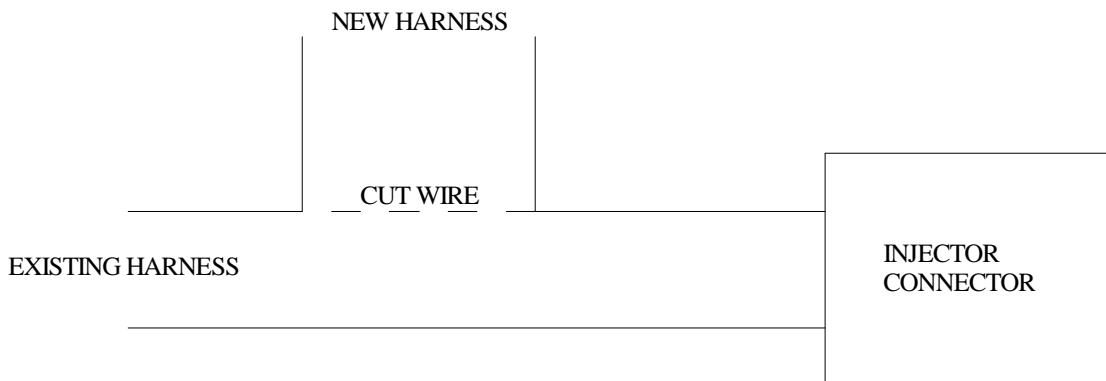 NEW HARNESS
CUT WIRE
EXISTING HARNESS
INJECTOR
CONNECTOR